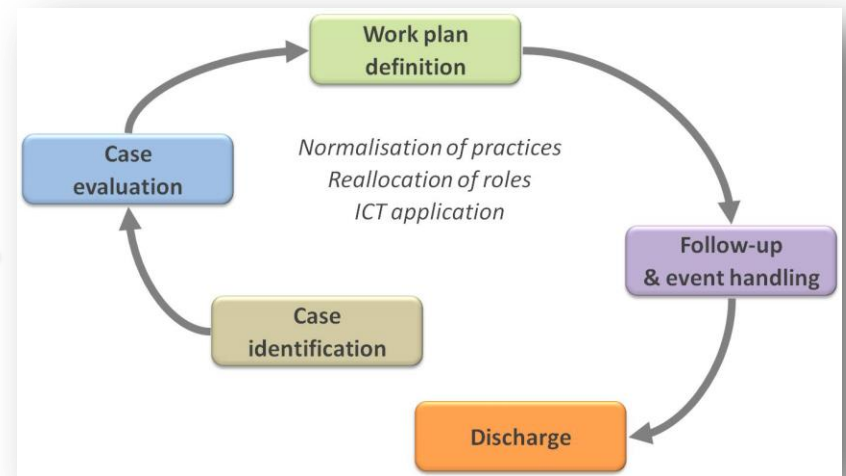 Work plan
definition
Case
evaluation
Normalisation of practices
Reallocation of roles
ICT application
Follow-up
& event handling
Case
identification
Discharge